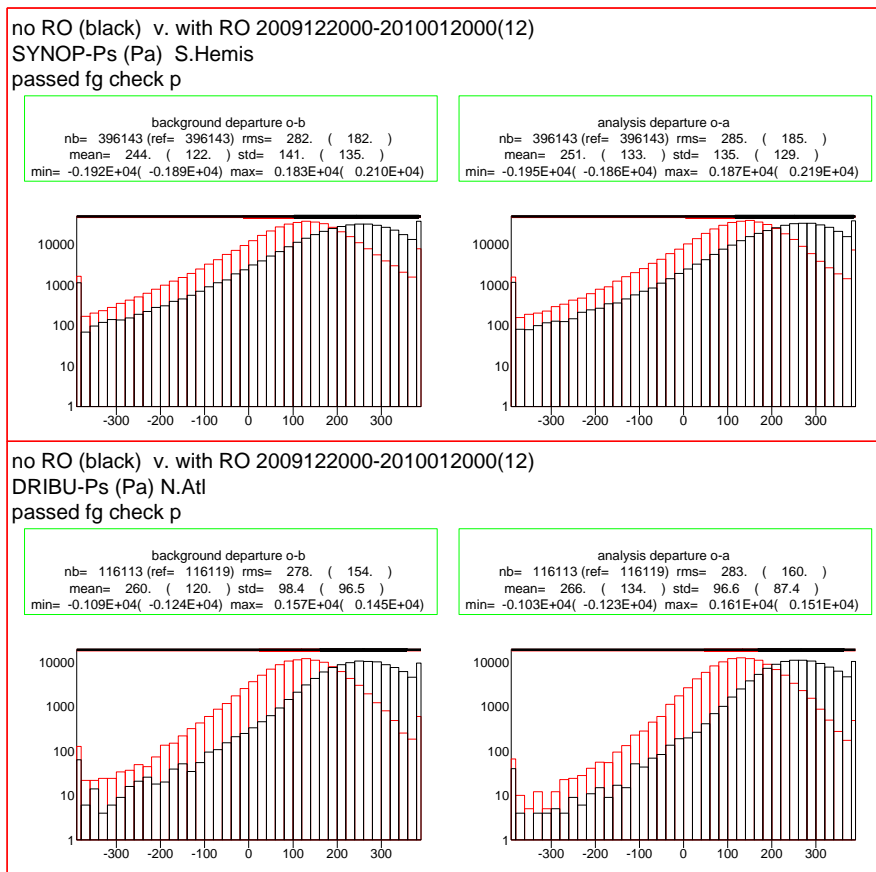 no RO (black) v. with RO 2009122000-2010012000(12)
SYNOP-Ps (Pa) S.Hemis
passed fg check p
background departure o-b
nb= 396143 (ref= 396143) rms= 282. ( 182. )
mean= 244. ( 122. ) std= 141. ( 135. )
min= -0.192E+04( -0.189E+04) max= 0.183E+04( 0.210E+04)
analysis departure o-a
nb= 396143 (ref= 396143) rms= 285. ( 185. )
mean= 251. ( 133. ) std= 135. ( 129. )
min= -0.195E+04( -0.186E+04) max= 0.187E+04( 0.219E+04)
10000
1000
100
10
1
-300 -200 -100 0 100 200 300
10000
1000
100
10
1
-300 -200 -100 0 100 200 300
no RO (black) v. with RO 2009122000-2010012000(12)
DRIBU-Ps (Pa) N.Atl
passed fg check p
background departure o-b
nb= 116113 (ref= 116119) rms= 278. ( 154. )
mean= 260. ( 120. ) std= 98.4 ( 96.5 )
min= -0.109E+04( -0.124E+04) max= 0.157E+04( 0.145E+04)
analysis departure o-a
nb= 116113 (ref= 116119) rms= 283. ( 160. )
mean= 266. ( 134. ) std= 96.6 ( 87.4 )
min= -0.103E+04( -0.123E+04) max= 0.161E+04( 0.151E+04)
10000
1000
100
10
1
-300 -200 -100 0 100 200 300
10000
1000
100
10
1
-300 -200 -100 0 100 200 300